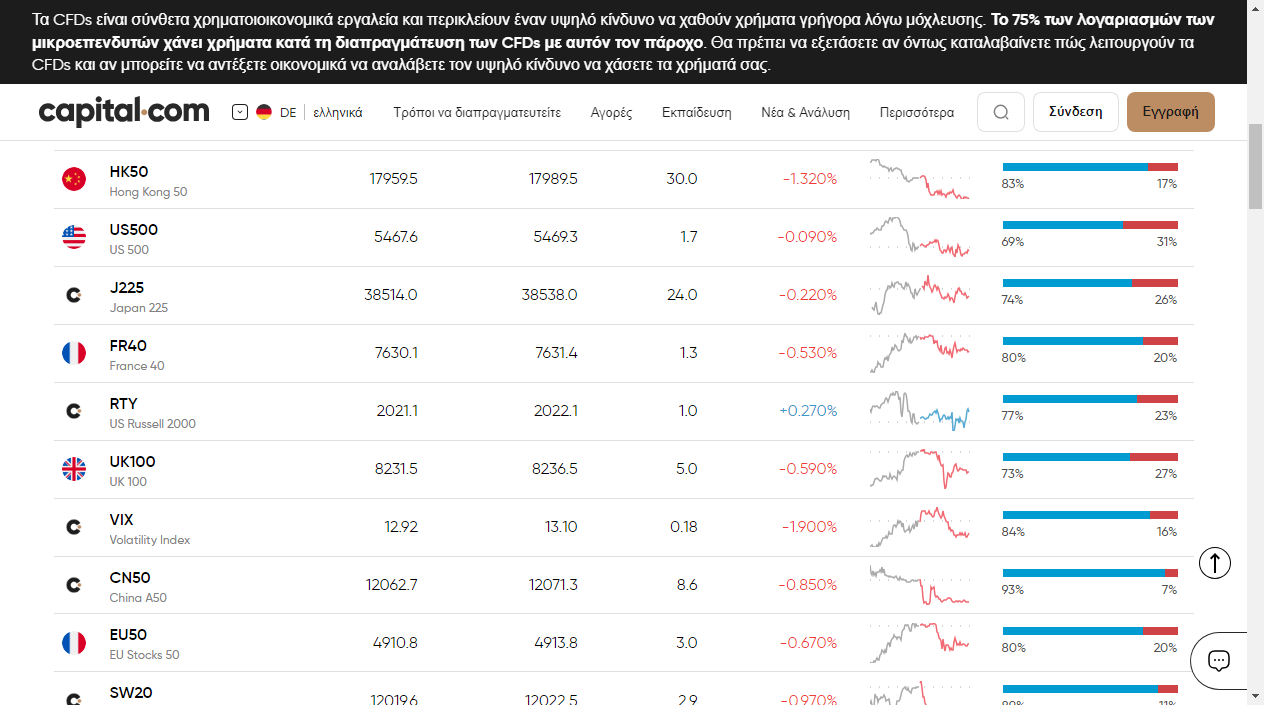 Τα CFDs είναι σύνθετα χρηματοιοικονομικά εργαλεία και περικλείουν έναν υψηλό κίνδυνο να χαθούν χρήματα γρήγορα λόγω μόχλευσης. Το 75% των λογαριασμών των
μικροεπενδυτών χάνει χρήματα κατά τη διαπραγμάτευση των CFDs με αυτόν τον πάροχο. Θα πρέπει να εξετάσετε αν όντως καταλαβαίνετε πώς λειτουργούν τα
CFDs και αν μπορείτε να αντέξετε οικονομικά να αναλάβετε τον υψηλό κίνδυνο να χάσετε τα χρήματά σας.
capital.com DE ελληνικά Τρόποι να διαπραγματευτείτε Αγορές Εκπαίδευση Νέα & Ανάλυση Περισσότερα Σύνδεση Εγγραφή
HK50 17959.5 17989.5 30.0 -1.320% 83% 17%
Hong Kong 50
US500 5467.6 5469.3 1.7 -0.090% 69% 31%
US 500
J225 38514.0 38538.0 24.0 -0.220% 74% 26%
Japan 225
FR40 7630.1 7631.4 1.3 -0.530% 80% 20%
France 40
RTY 2021.1 2022.1 1.0 +0.270% 77% 23%
US Russell 2000
UK100 8231.5 8236.5 5.0 -0.590% 73% 27%
UK 100
VIX 12.92 13.10 0.18 -1.900% 84% 16%
Volatility Index
CN50 12062.7 12071.3 8.6 -0.850% 93% 7%
China A50
EU50 4910.8 4913.8 3.0 -0.670% 80% 20%
EU Stocks 50
SW20 12019.6 12022.5 2.9 -0.970%